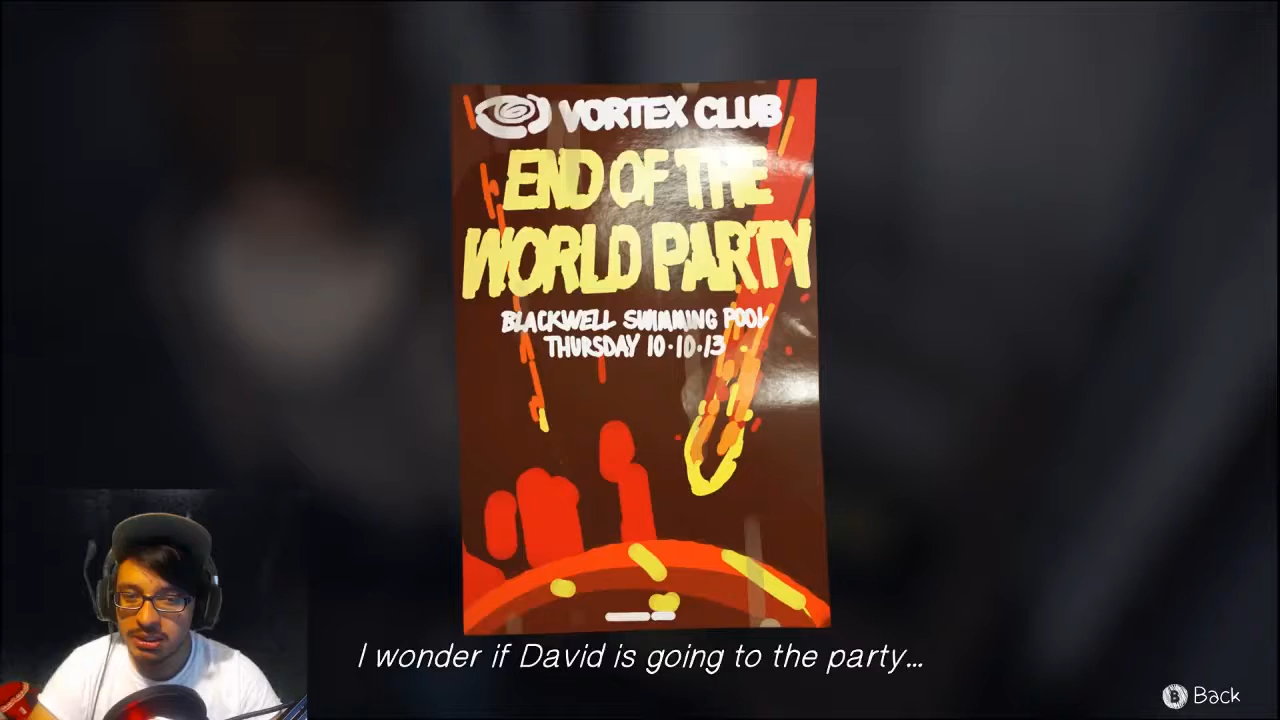 VORTEX CLUB
END OF THE
WORLD PARTY
BLACKWELL SWIMMING POOL
THURSDAY 10•10•13
I wonder if David is going to the party...
B Back